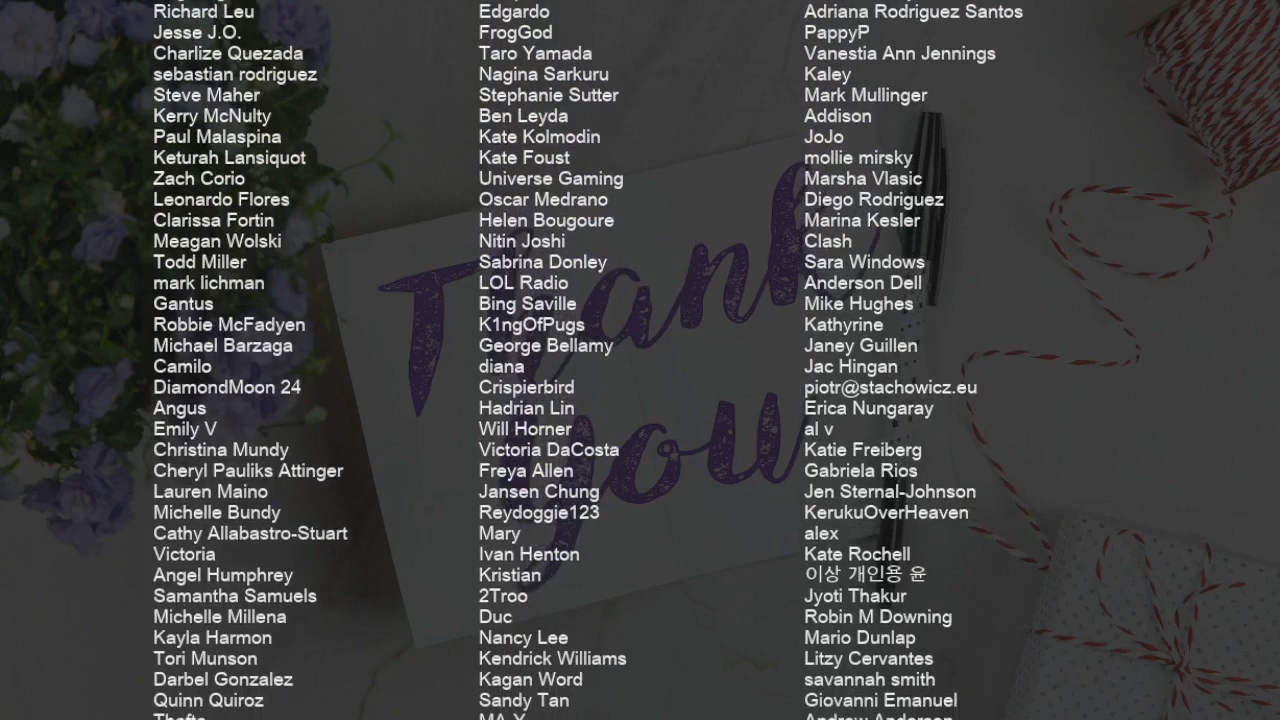 Richard Leu
Jesse J.O.
Charlize Quezada
sebastian rodriguez
Steve Maher
Kerry McNulty
Paul Malaspina
Keturah Lansiquot
Zach Corio
Leonardo Flores
Clarissa Fortin
Meagan Wolski
Todd Miller
mark lichman
Gantus
Robbie McFadyen
Michael Barzaga
Camilo
DiamondMoon 24
Angus
Emily V
Christina Mundy
Cheryl Pauliks Attinger
Lauren Maino
Michelle Bundy
Cathy Allabastro-Stuart
Victoria
Angel Humphrey
Samantha Samuels
Michelle Millena
Kayla Harmon
Tori Munson
Darbel Gonzalez
Quinn Quiroz
Edgardo
FrogGod
Taro Yamada
Nagina Sarkuru
Stephanie Sutter
Ben Leyda
Kate Kolmodin
Kate Foust
Universe Gaming
Oscar Medrano
Helen Bougoure
Nitin Joshi
Sabrina Donley
LOL Radio
Bing Saville
K1ngOfPugs
George Bellamy
diana
Crispierbird
Hadrian Lin
Will Horner
Victoria DaCosta
Freya Allen
Jansen Chung
Reydoggie123
Mary
Ivan Henton
Kristian
2Troo
Duc
Nancy Lee
Kendrick Williams
Kagan Word
Sandy Tan
Adriana Rodriguez Santos
PappyP
Vanestia Ann Jennings
Kaley
Mark Mullinger
Addison
JoJo
mollie mirsky
Marsha Vlasic
Diego Rodriguez
Marina Kesler
Clash
Sara Windows
Anderson Dell
Mike Hughes
Kathyrine
Janey Guillen
Jac Hingan
piotr@stachowicz.eu
Erica Nungaray
al v
Katie Freiberg
Gabriela Rios
Jen Sternal-Johnson
KerukuOverHeaven
alex
Kate Rochell
이상 개인용 윤
Jyoti Thakur
Robin M Downing
Mario Dunlap
Litzy Cervantes
savannah smith
Giovanni Emanuel
Thank
you